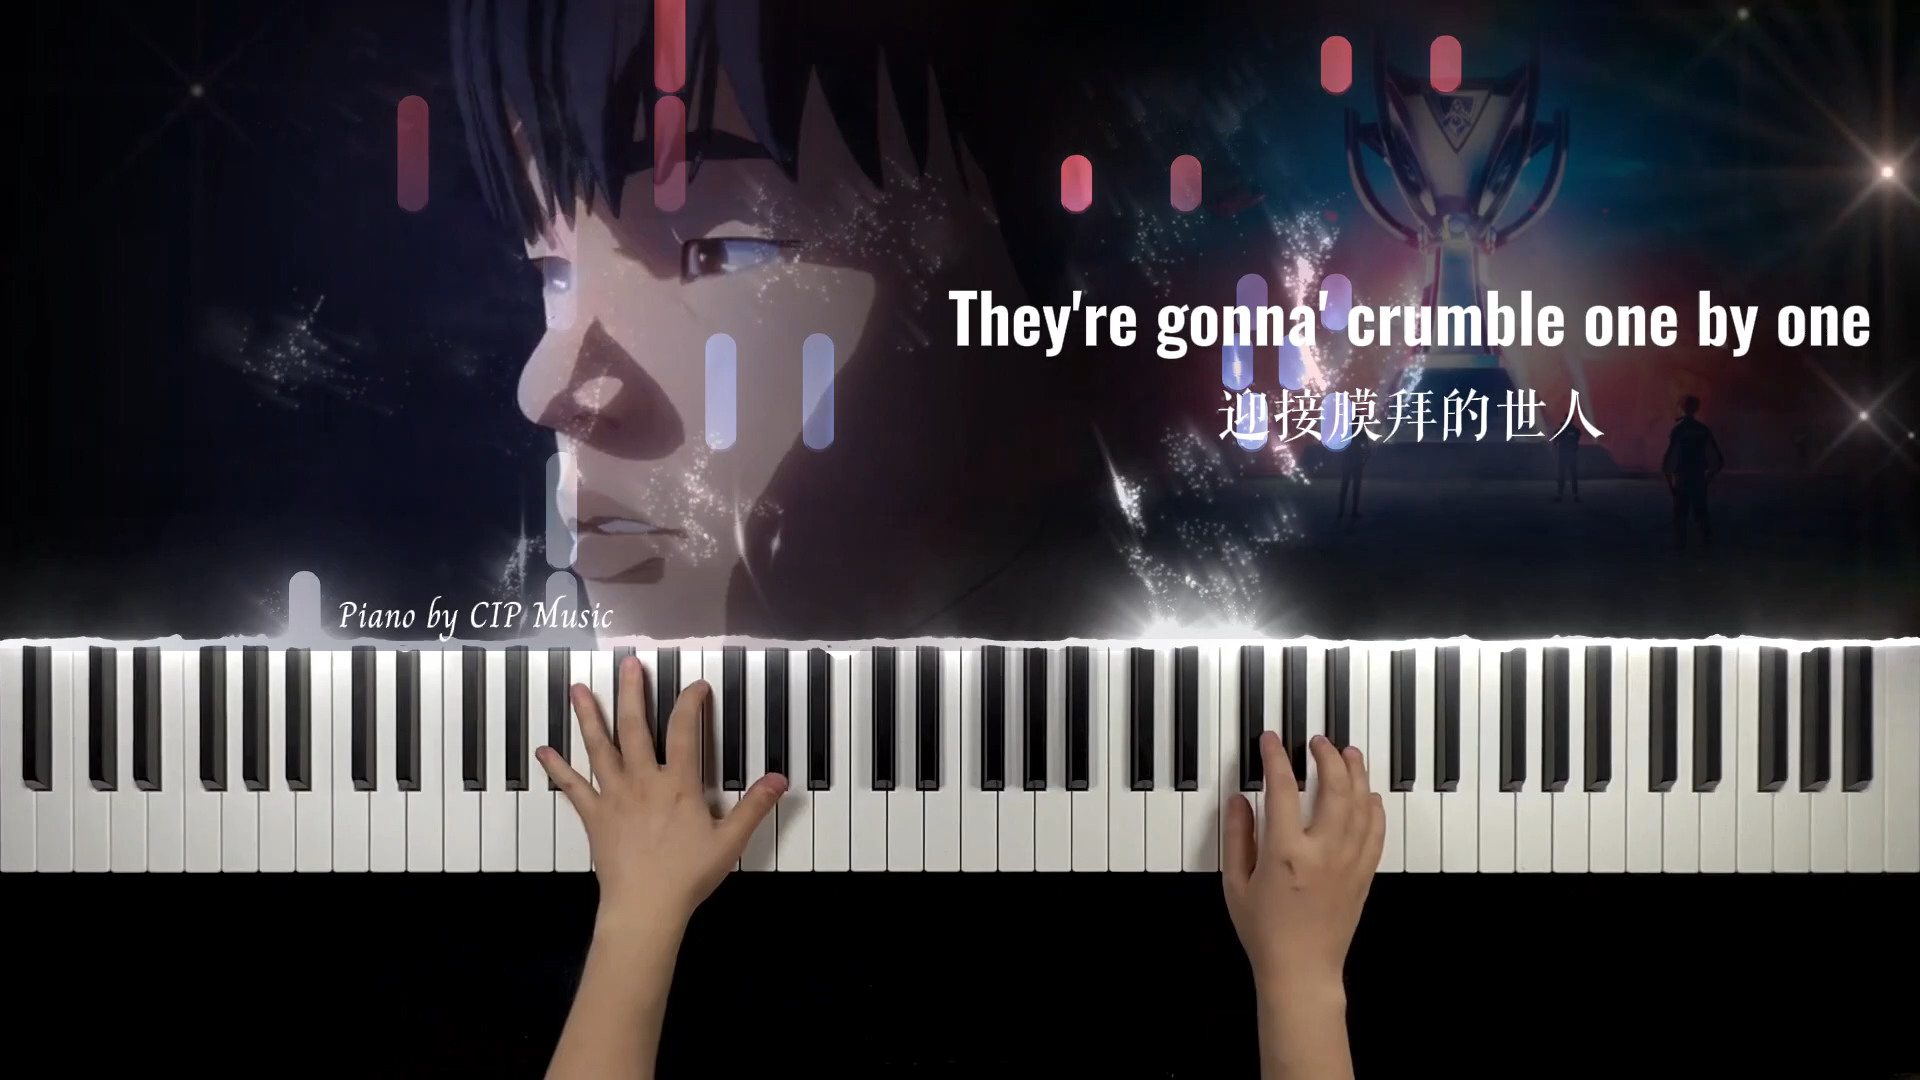 They're gonna' crumble one by one
迎接膜拜的世人
Piano by CIP Music